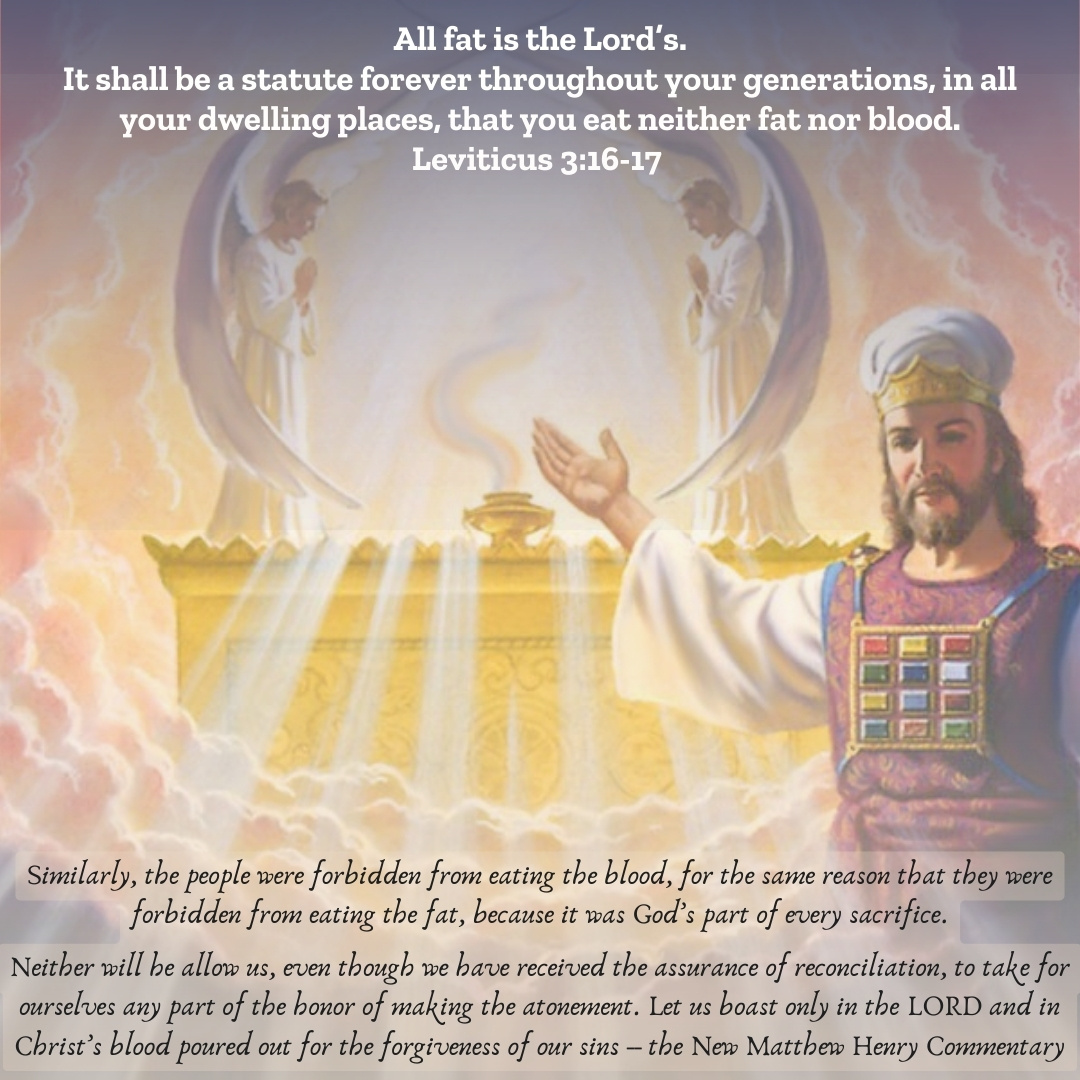 All fat is the Lord's.
It shall be a statute forever throughout your generations, in all
your dwelling places, that you eat neither fat nor blood.
Leviticus 3:16-17
Similarly, the people were forbidden from eating the blood, for the same reason that they were
forbidden from eating the fat, because it was God's part of every sacrifice.
Neither will he allow us, even though we have received the assurance of reconciliation, to take for
ourselves any part of the honor of making the atonement. Let us boast only in the LORD and in
Christ's blood poured out for the forgiveness of our sins – the New Matthew Henry Commentary